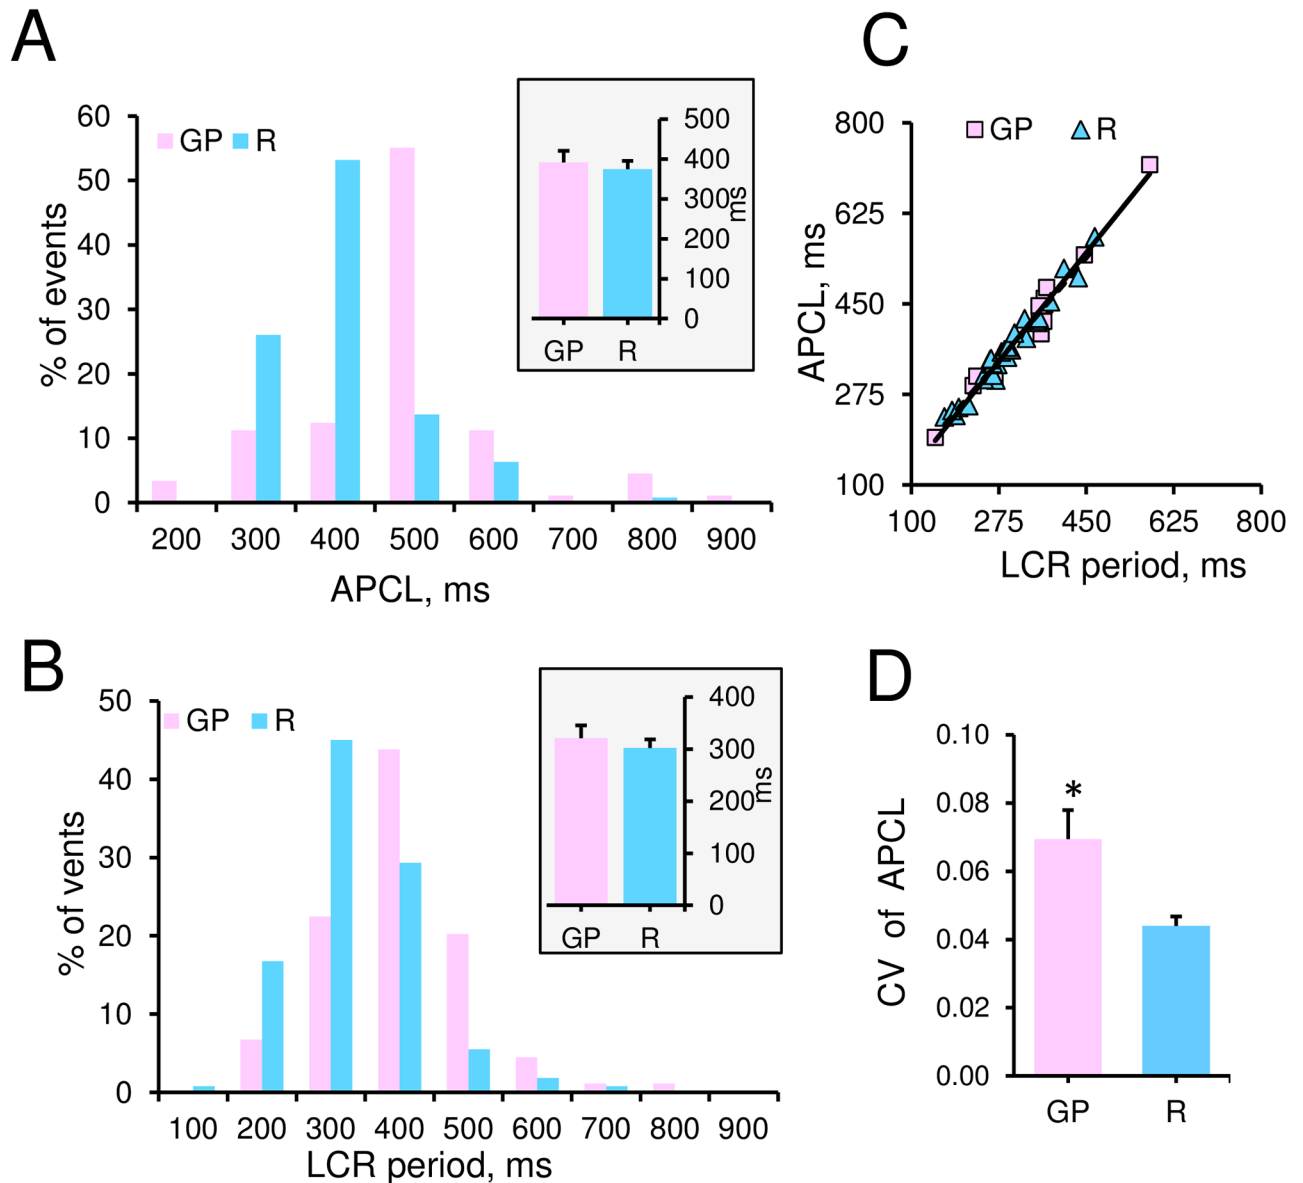 A
60
50
40
30
20
10
0
% of events
GP R
200 300 400 500 600 700 800 900
APCL, ms
500
400
300
200
100
0
ms
GP R
C
800
625
450
275
100
APCL, ms
GP R
100 275 450 625 800
LCR period, ms
B
50
40
30
20
10
0
% of vents
GP R
100 200 300 400 500 600 700 800 900
LCR period, ms
400
300
200
100
0
ms
GP R
D
0.10
0.08
0.06
0.04
0.02
0.00
CV of APCL
*
GP R